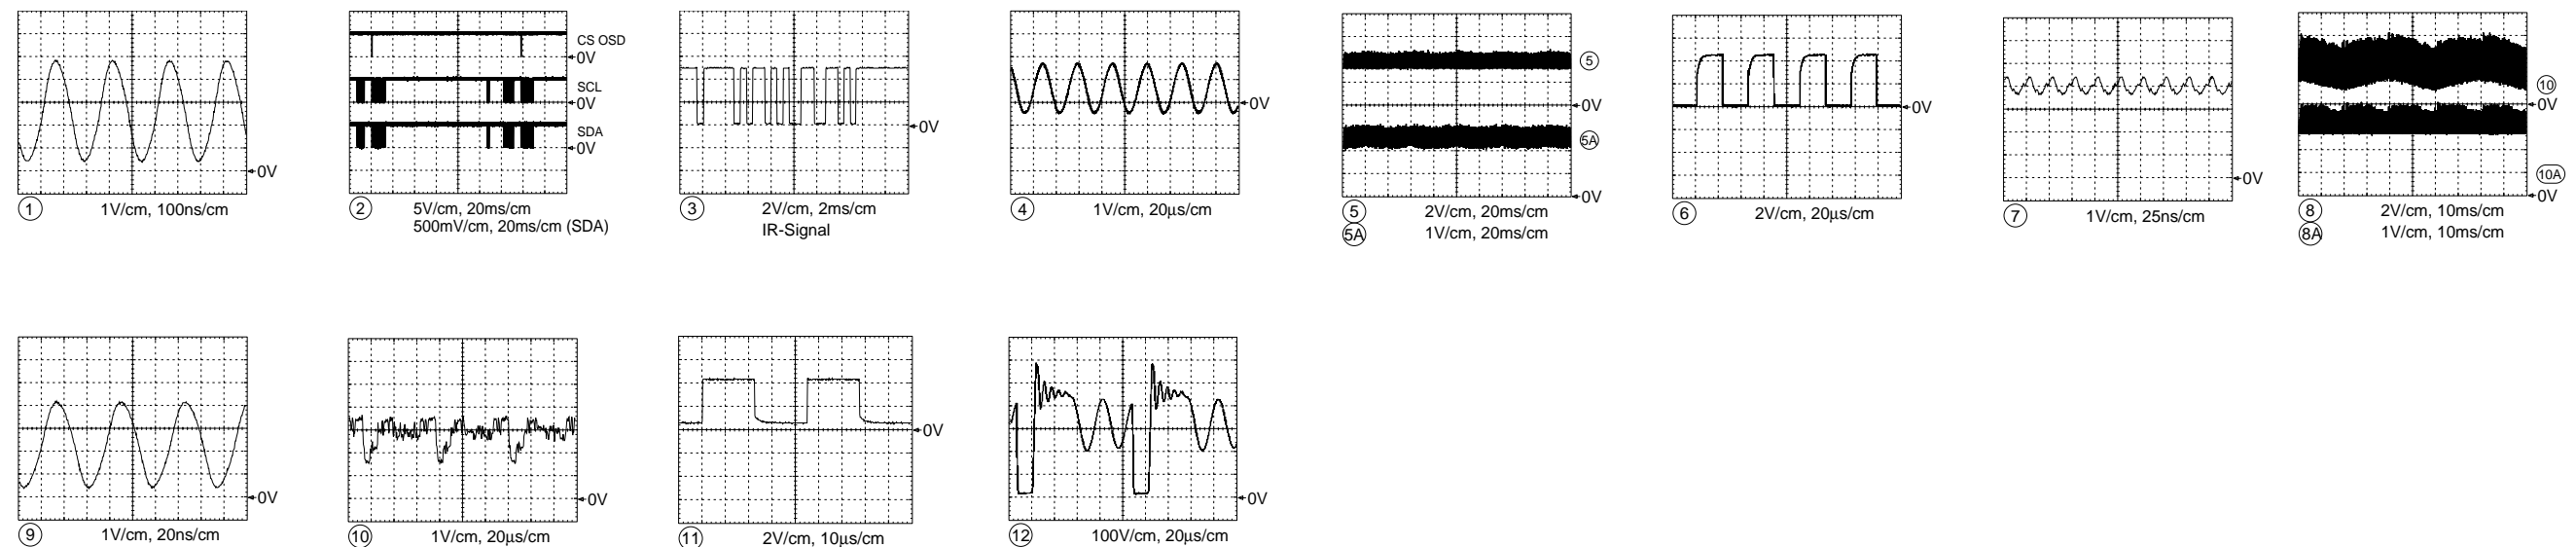 CS OSD
0V
SCL
0V
SDA
0V
0V
0V
0V
5
0V
5A
0V
0V
0V
10
0V
10A
0V
1 1V/cm, 100ns/cm
2 5V/cm, 20ms/cm
500mV/cm, 20ms/cm (SDA)
3 2V/cm, 2ms/cm
IR-Signal
4 1V/cm, 20µs/cm
5 2V/cm, 20ms/cm
5A 1V/cm, 20ms/cm
6 2V/cm, 20µs/cm
7 1V/cm, 25ns/cm
8 2V/cm, 10ms/cm
8A 1V/cm, 10ms/cm
0V
0V
0V
0V
9 1V/cm, 20ns/cm
10 1V/cm, 20µs/cm
11 2V/cm, 10µs/cm
12 100V/cm, 20µs/cm